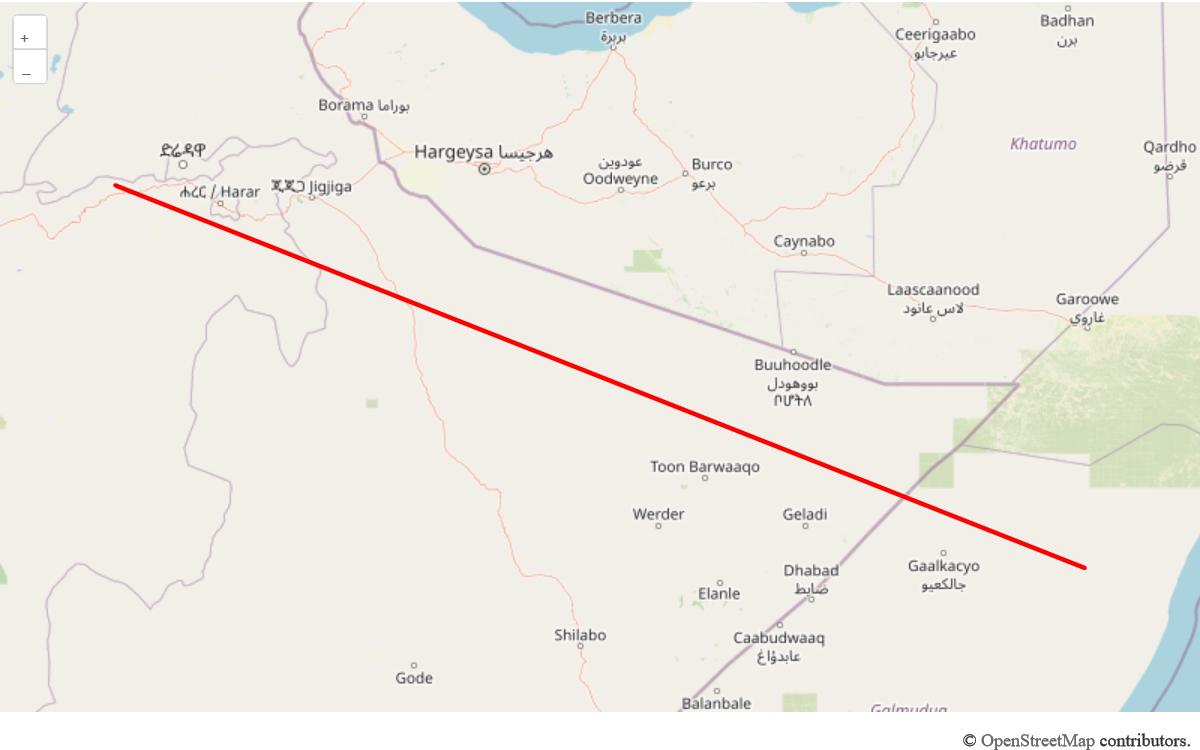 +
–
Berbera
بربرة
Badhan
برن
Ceerigaabo
عيرجابو
Borama بوراما
Khatumo
Qardho
قرضو
ድሬዳዋ
Hargeysa هرجيسا
عودوين
Oodweyne
Burco
برعو
ሐረር / Harar
ጂጂጋ Jigjiga
Caynabo
Laascaanood
لاس عانود
Garoowe
غاروي
Buuhoodle
بووهودل
ቦሆትለ
Toon Barwaaqo
Werder
Geladi
Gaalkacyo
جالكعيو
Dhabad
ضابط
Elanle
Shilabo
Caabudwaaq
عابدؤاغ
Gode
Balanbale
Galmudug
© OpenStreetMap contributors.